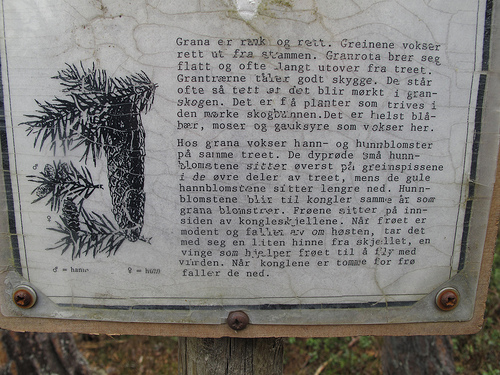 Grana er rank og rett. Greinene vokser
rett ut fra stammen. Granrota brer seg
flatt og ofte langt utover fra treet.
Grantrærne tåler godt skygge. De står
ofte så tett at det blir mørkt i gran-
skogen. Det er få planter som trives i
den mørke skogbunnen. Det er helst blå-
bær, moser og gauksyre som vokser her.
Hos grana vokser hann- og hunnblomster
på samme treet. De dyprøde små hunn-
blomstene sitter øverst på greinspissene
i de øvre deler av treet, mens de gule
hannblomstene sitter lengre ned. Hunn-
blomstene blir til kongler samme år som
grana blomstrer. Frøene sitter på inn-
siden av kongleskjellene. Når frøet er
modent og faller av om høsten, tar det
med seg en liten hinne fra skjellet, en
vinge som hjelper frøet til å fly med
vinden. Når konglene er tomme for frø
faller de ned.
♂
♀
♂ = hann ♀ = hunn